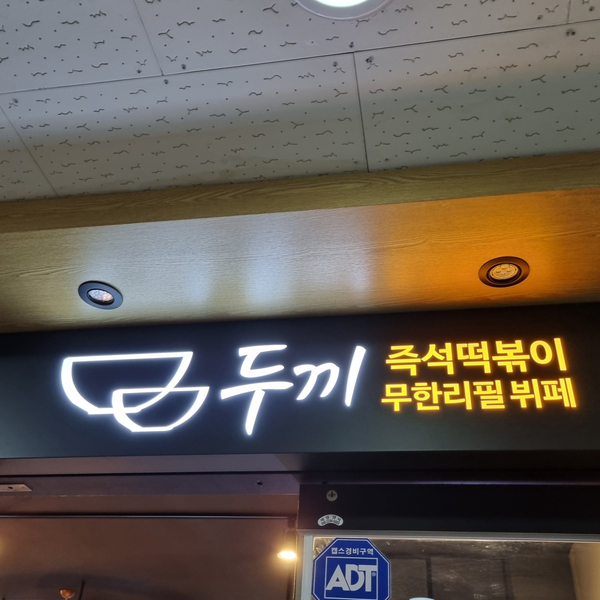 두끼
즉석떡볶이
무한리필 뷔페
캡스경비구역
ADT